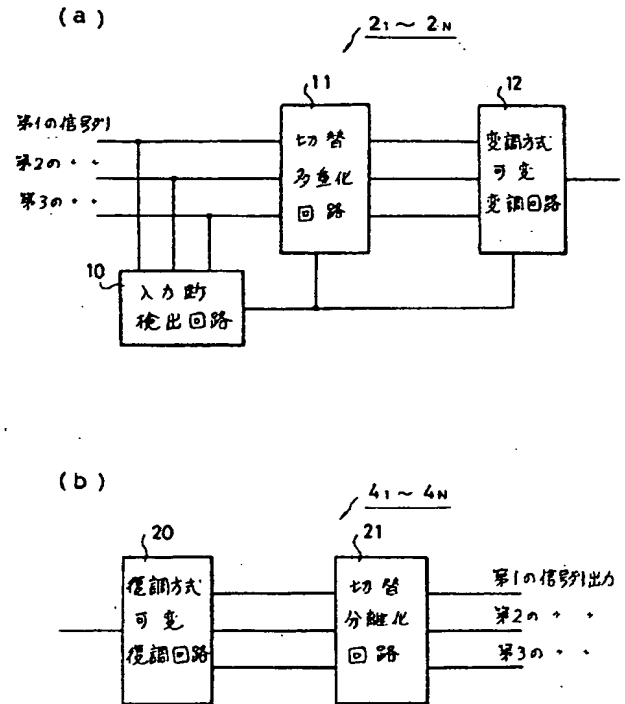 (a)
2₁ ~ 2N
11
12
第1の信号列
第2の 〃 〃
第3の 〃 〃
切替
多重化
回路
変調方式
可変
変調回路
10
入力断
検出回路
(b)
4₁ ~ 4N
20
21
復調方式
可変
復調回路
切替
分離化
回路
第1の信号列出力
第2の 〃 〃
第3の 〃 〃